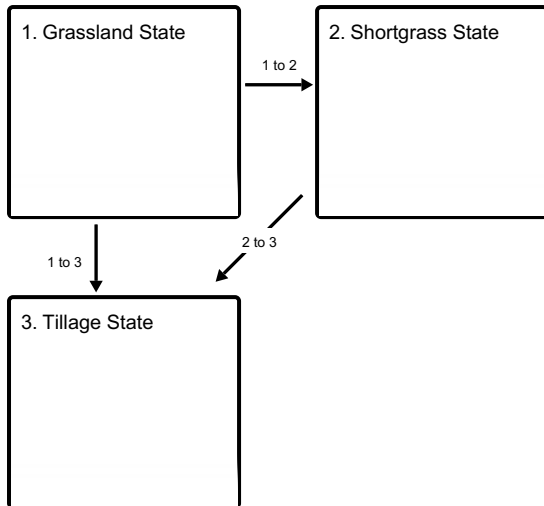 1. Grassland State
2. Shortgrass State
1 to 2
2 to 3
1 to 3
3. Tillage State